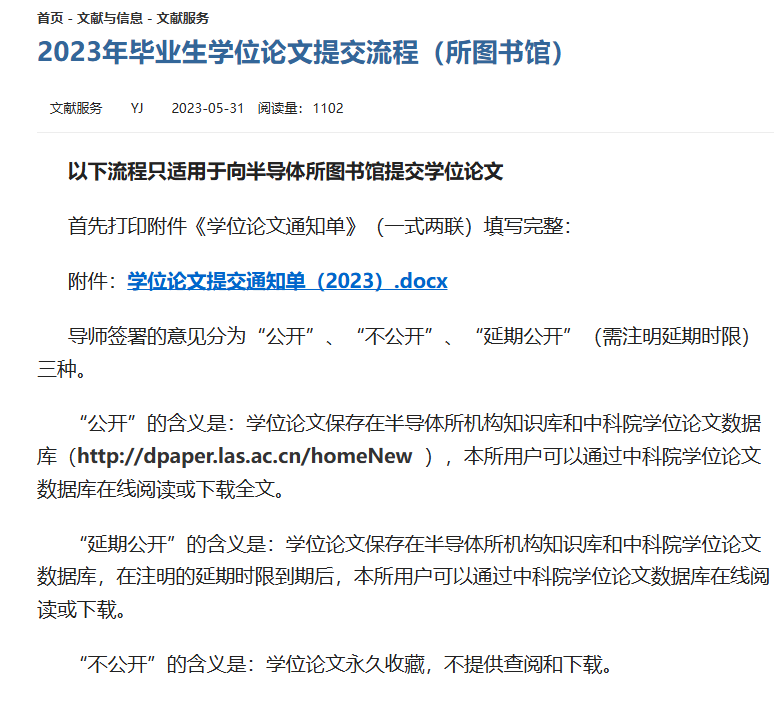 首页 - 文献与信息 - 文献服务
2023年毕业生学位论文提交流程（所图书馆）
文献服务 YJ 2023-05-31 阅读量： 1102
以下流程只适用于向半导体所图书馆提交学位论文
首先打印附件《学位论文通知单》（一式两联）填写完整：
附件：学位论文提交通知单（2023）.docx
导师签署的意见分为“公开”、“不公开”、“延期公开”（需注明延期时限）
三种。
“公开”的含义是：学位论文保存在半导体所机构知识库和中科院学位论文数据
库（http://dpaper.las.ac.cn/homeNew ），本所用户可以通过中科院学位论文
数据库在线阅读或下载全文。
“延期公开”的含义是：学位论文保存在半导体所机构知识库和中科院学位论文
数据库，在注明的延期时限到期后，本所用户可以通过中科院学位论文数据库在线阅
读或下载。
“不公开”的含义是：学位论文永久收藏，不提供查阅和下载。